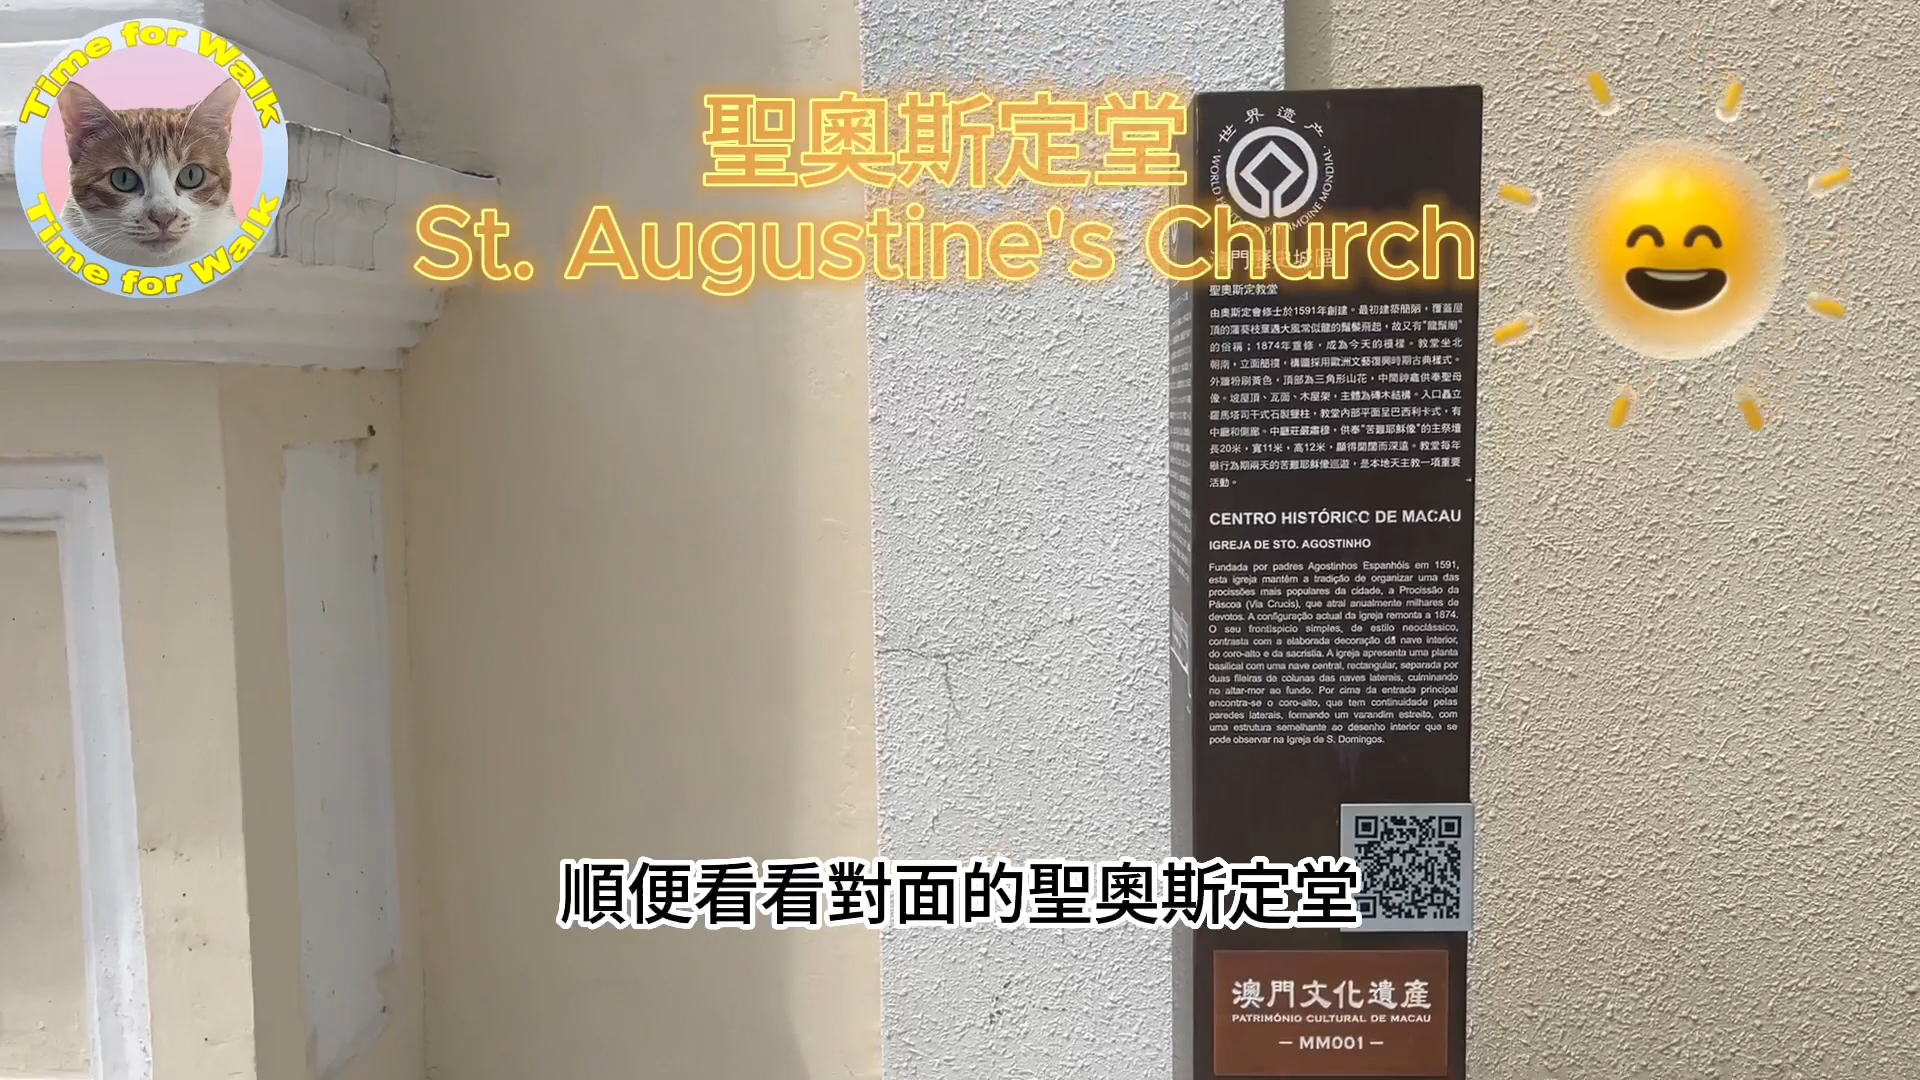 Time for Walk
Time for Walk
聖奧斯定堂
St. Augustine's Church
世界遺产
聖奧斯定教堂
由奧斯定會修士於1591年創建。最初建築簡陋，覆蓋屋
頂的蒲葵枝葉遇大風常似龍的鬚鬃飛起，故又有"龍鬚廟"
的俗稱；1874年重修，成為今天的模樣。教堂坐北
朝南，立面簡樸，構圖採用歐洲文藝復興時期古典樣式。
外牆粉刷黃色，頂部為三角形山花，中間神龕供奉聖母
像。坡屋頂、瓦面、木屋架，主體為磚木結構。入口矗立
羅馬塔司干式石製雙柱，教堂內部平面呈巴西利卡式，有
中廳和側廊。中廳莊嚴肅穆，供奉"苦難耶穌像"的主祭壇
長20米，寬11米，高12米，顯得開闊而深遠。教堂每年
舉行為期兩天的苦難耶穌像巡遊，是本地天主教一項重要
活動。
CENTRO HISTÓRICO DE MACAU
IGREJA DE STO. AGOSTINHO
Fundada por padres Agostinhos Espanhóis em 1591,
esta igreja mantém a tradição de organizar uma das
procissões mais populares da cidade, a Procissão da
Páscoa (Via Crucis), que atrai anualmente milhares de
devotos. A configuração actual da igreja remonta a 1874.
O seu frontispício simples, de estilo neoclássico,
contrasta com a elaborada decoração da nave interior,
do coro-alto e da sacristia. A igreja apresenta uma planta
basilical com uma nave central, rectangular, separada por
duas fileiras de colunas das naves laterais, culminando
no altar-mor ao fundo. Por cima da entrada principal
encontra-se o coro-alto, que tem continuidade pelas
paredes laterais, formando um varandim estreito, com
uma estrutura semelhante ao desenho interior que se
pode observar na Igreja de S. Domingos.
順便看看對面的聖奧斯定堂
澳門文化遺產
PATRIMÓNIO CULTURAL DE MACAU
– MM001 –